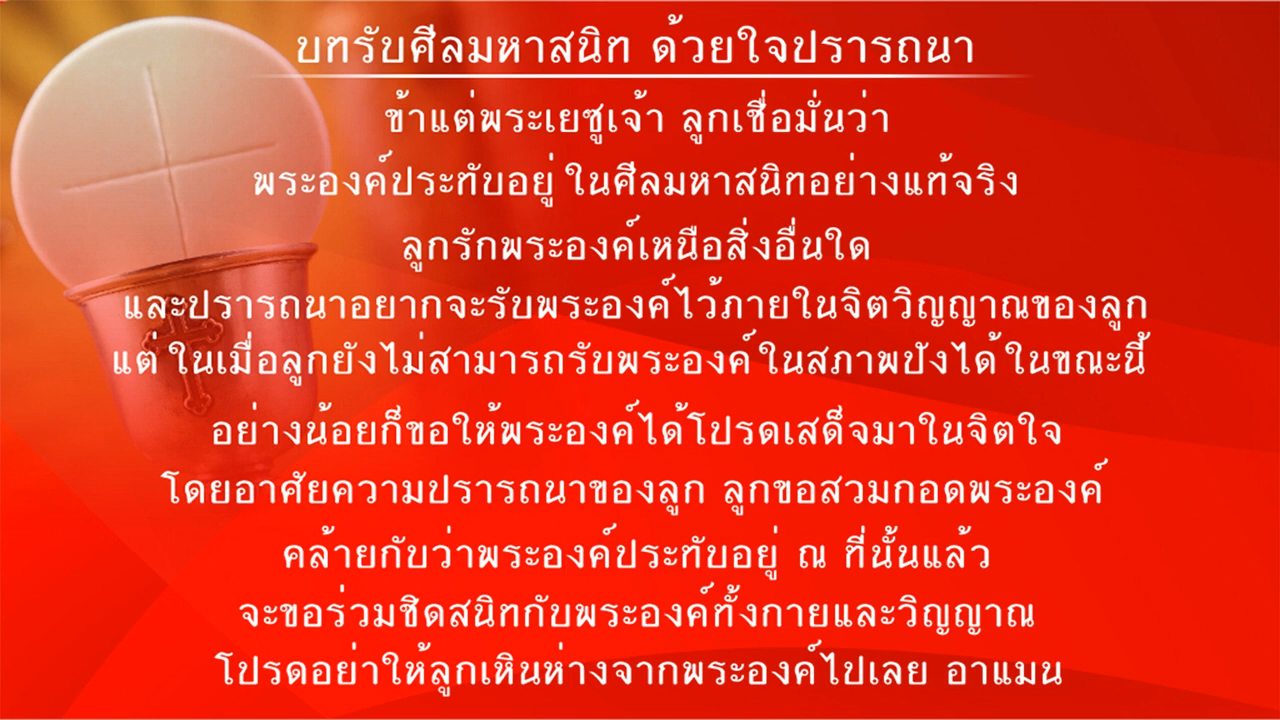 บทรับศีลมหาสนิท ด้วยใจปรารถนา
ข้าแต่พระเยซูเจ้า ลูกเชื่อมั่นว่า
พระองค์ประทับอยู่ ในศีลมหาสนิทอย่างแท้จริง
ลูกรักพระองค์เหนือสิ่งอื่นใด
และปรารถนาอยากจะรับพระองค์ไว้ภายในจิตวิญญาณของลูก
แต่ ในเมื่อลูกยังไม่สามารถรับพระองค์ ในสภาพปังได้ ในขณะนี้
อย่างน้อยก็ขอให้พระองค์ได้โปรดเสด็จมาในจิตใจ
โดยอาศัยความปรารถนาของลูก ลูกขอสวมกอดพระองค์
คล้ายกับว่าพระองค์ประทับอยู่ ณ ที่นั้นแล้ว
จะขอร่วมชิดสนิทกับพระองค์ทั้งกายและวิญญาณ
โปรดอย่าให้ลูกเหินห่างจากพระองค์ไปเลย อาแมน